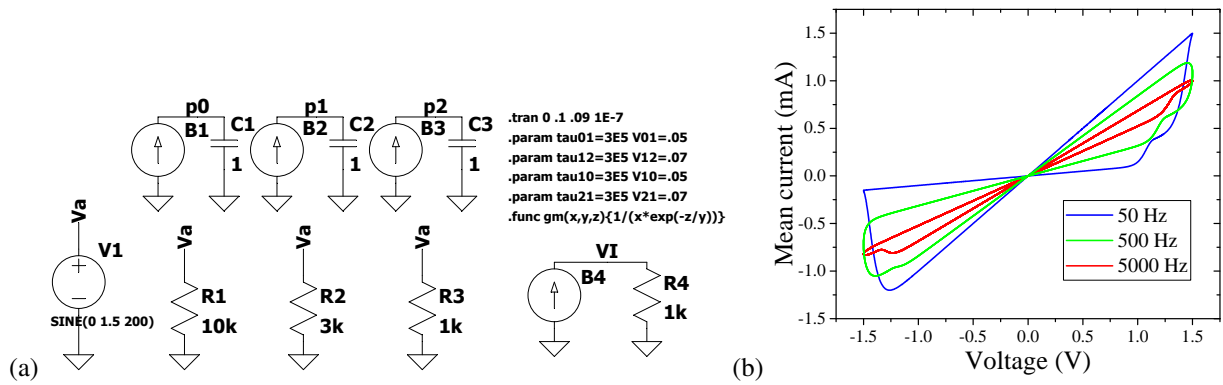 p0
p1
p2
B1
C1
1
B2
C2
1
B3
C3
1
.tran 0 .1 .09 1E-7
.param tau01=3E5 V01=.05
.param tau12=3E5 V12=.07
.param tau10=3E5 V10=.05
.param tau21=3E5 V21=.07
.func gm(x,y,z){1/(x*exp(-z/y))}
Va
V1
SINE(0 1.5 200)
Va
R1
10k
Va
R2
3k
Va
R3
1k
VI
B4
R4
1k
(a)
(b)
Mean current (mA)
1.5
1.0
0.5
0.0
-0.5
-1.0
-1.5
50 Hz
500 Hz
5000 Hz
-1.5 -1.0 -0.5 0.0 0.5 1.0 1.5
Voltage (V)